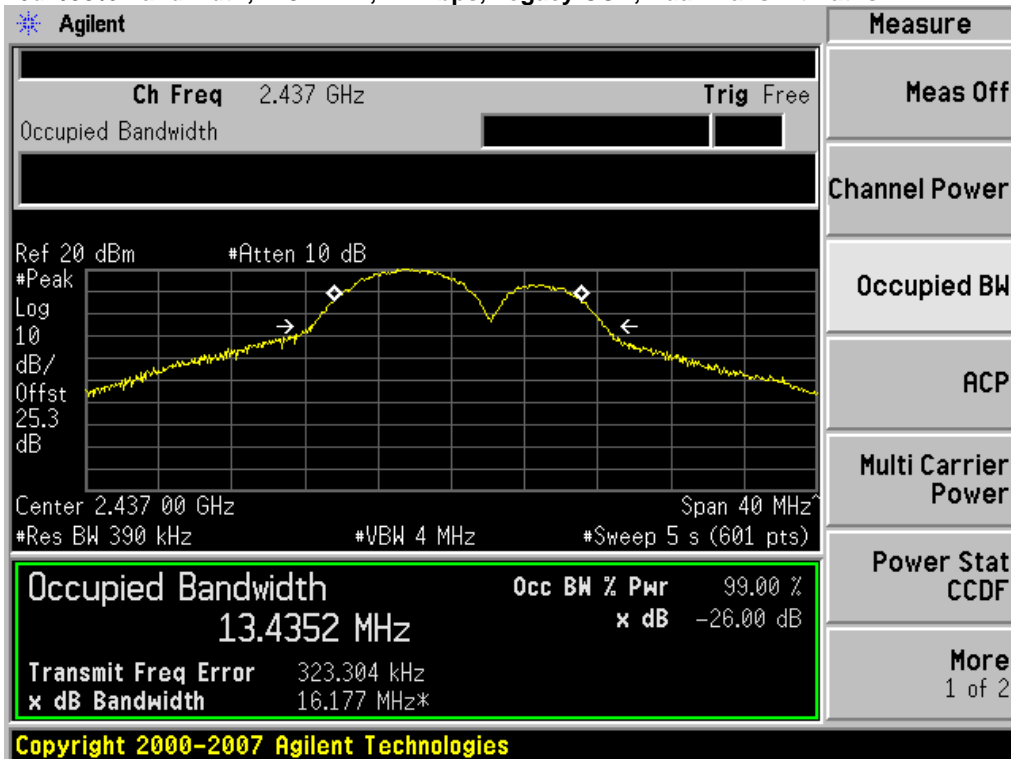 Agilent
Measure
Ch Freq 2.437 GHz Trig Free
Occupied Bandwidth
Meas Off
Channel Power
Occupied BW
ACP
Multi Carrier
Power
Power Stat
CCDF
More
1 of 2
Ref 20 dBm #Atten 10 dB
#Peak
Log
10
dB/
Offst
25.3
dB
Center 2.437 00 GHz Span 40 MHz^
#Res BW 390 kHz #VBW 4 MHz #Sweep 5 s (601 pts)
Occupied Bandwidth Occ BW % Pwr 99.00 %
13.4352 MHz x dB -26.00 dB
Transmit Freq Error 323.304 kHz
x dB Bandwidth 16.177 MHz*
Copyright 2000-2007 Agilent Technologies